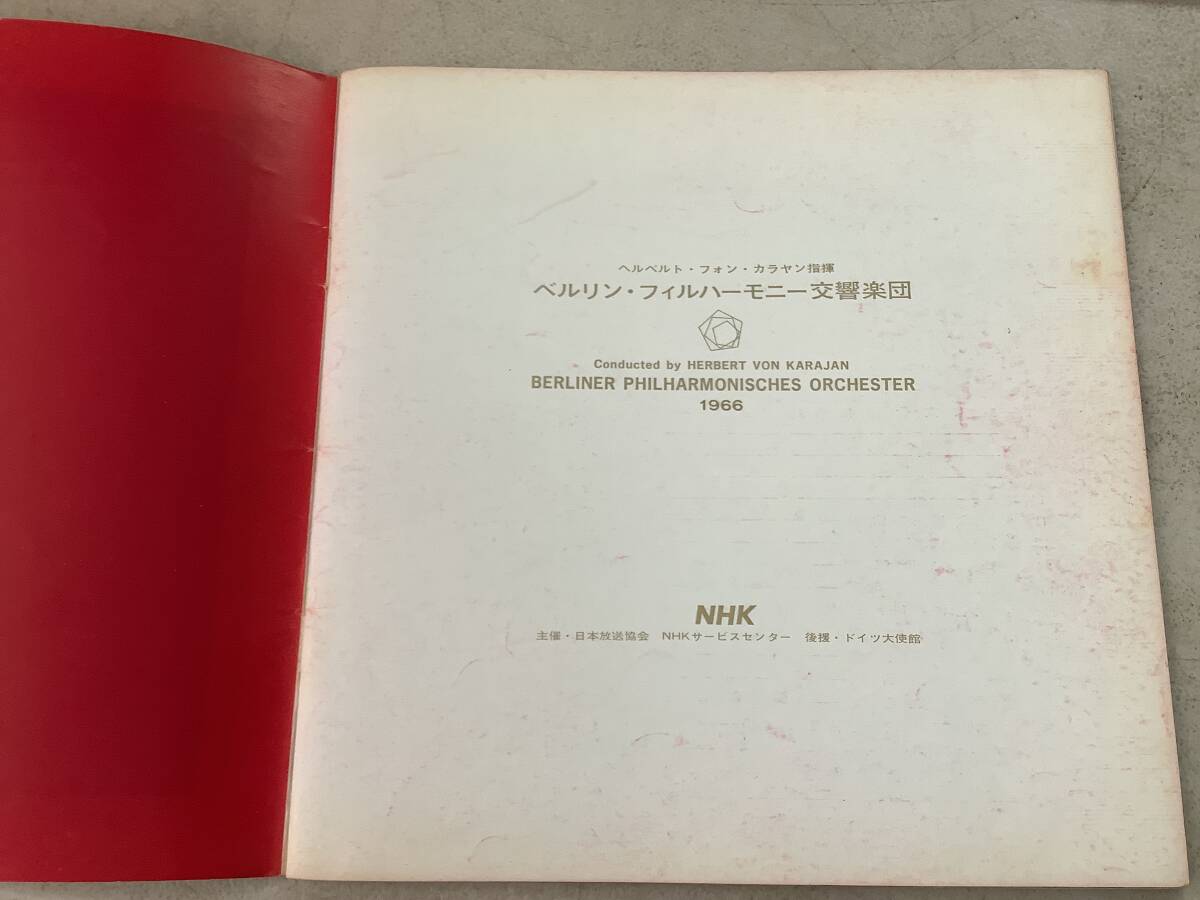 ヘルベルト・フォン・カラヤン指揮
ベルリン・フィルハーモニー交響楽団
Conducted by HERBERT VON KARAJAN
BERLINER PHILHARMONISCHES ORCHESTER
1966
NHK
主催・日本放送協会　NHKサービスセンター　後援・ドイツ大使館